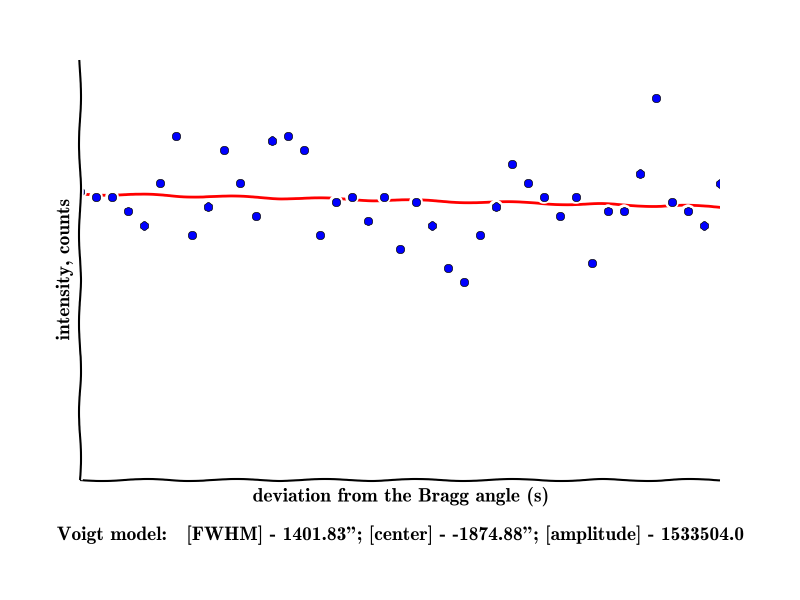 intensity, counts
deviation from the Bragg angle (s)
Voigt model: [FWHM] - 1401.83”; [center] - -1874.88”; [amplitude] - 1533504.0